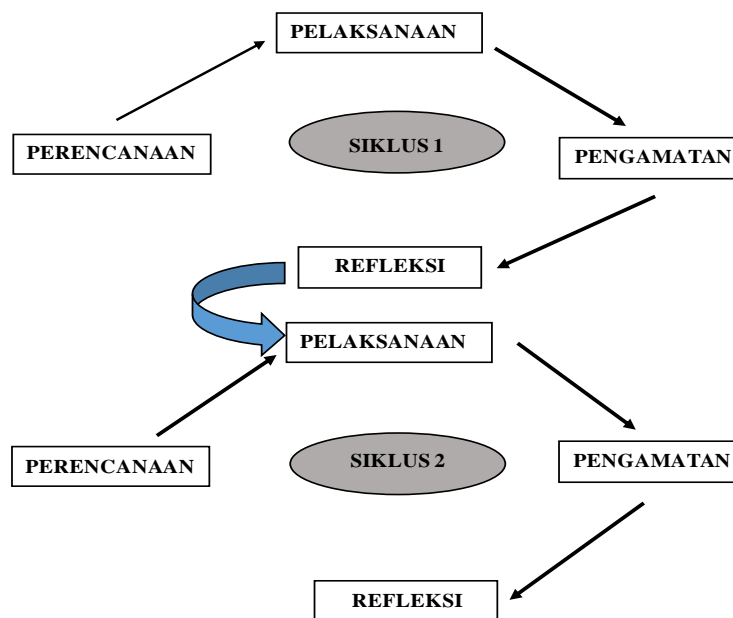 PELAKSANAAN
PERENCANAAN
SIKLUS 1
PENGAMATAN
REFLEKSI
PELAKSANAAN
PERENCANAAN
SIKLUS 2
PENGAMATAN
REFLEKSI